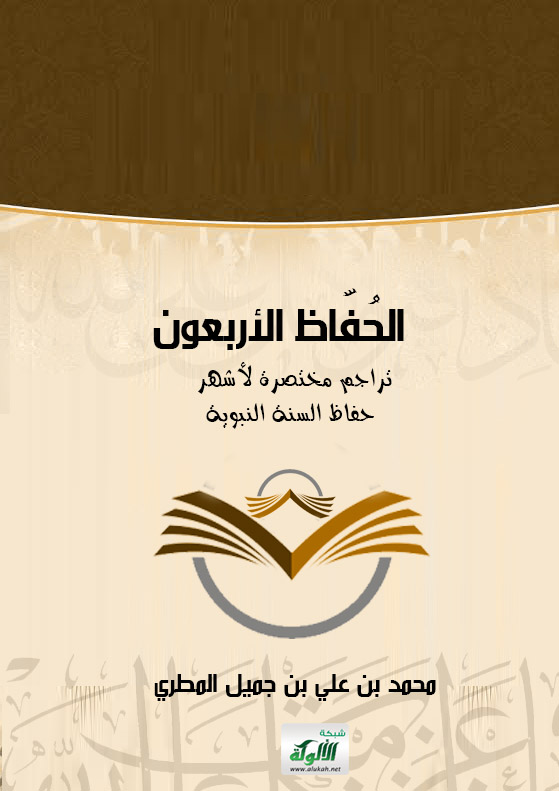 الحُفّاظ الأربعون
تراجم مختصرة لأشهر
حفاظ السنة النبوية
محمد بن علي بن جميل المطري
شبكة
الألوكة
www.alukah.net